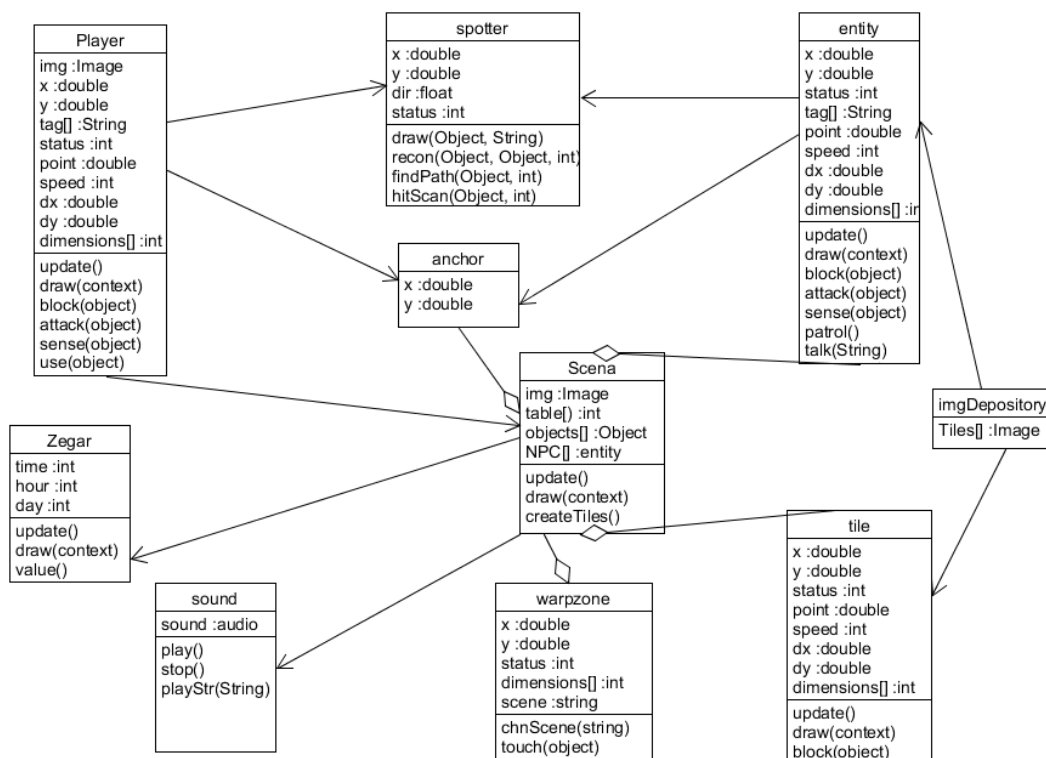 Player
img :Image
x :double
y :double
tag[] :String
status :int
point :double
speed :int
dx :double
dy :double
dimensions[] :int
update()
draw(context)
block(object)
attack(object)
sense(object)
use(object)
spotter
x :double
y :double
dir :float
status :int
draw(Object, String)
recon(Object, Object, int)
findPath(Object, int)
hitScan(Object, int)
entity
x :double
y :double
status :int
tag[] :String
point :double
speed :int
dx :double
dy :double
dimensions[] :int
update()
draw(context)
block(object)
attack(object)
sense(object)
patrol()
talk(String)
anchor
x :double
y :double
Scena
img :Image
table[) :int
objects[] :Object
NPC[] :entity
update()
draw(context)
createTiles()
imgDepository
Tiles[] :Image
Zegar
time :int
hour :int
day :int
update()
draw(context)
value()
sound
sound :audio
play()
stop()
playStr(String)
warpzone
x :double
y :double
status :int
dimensions[] :int
scene :string
chnScene(string)
touch(object)
tile
x :double
y :double
status :int
point :double
speed :int
dx :double
dy :double
dimensions[] :int
update()
draw(context)
block(object)